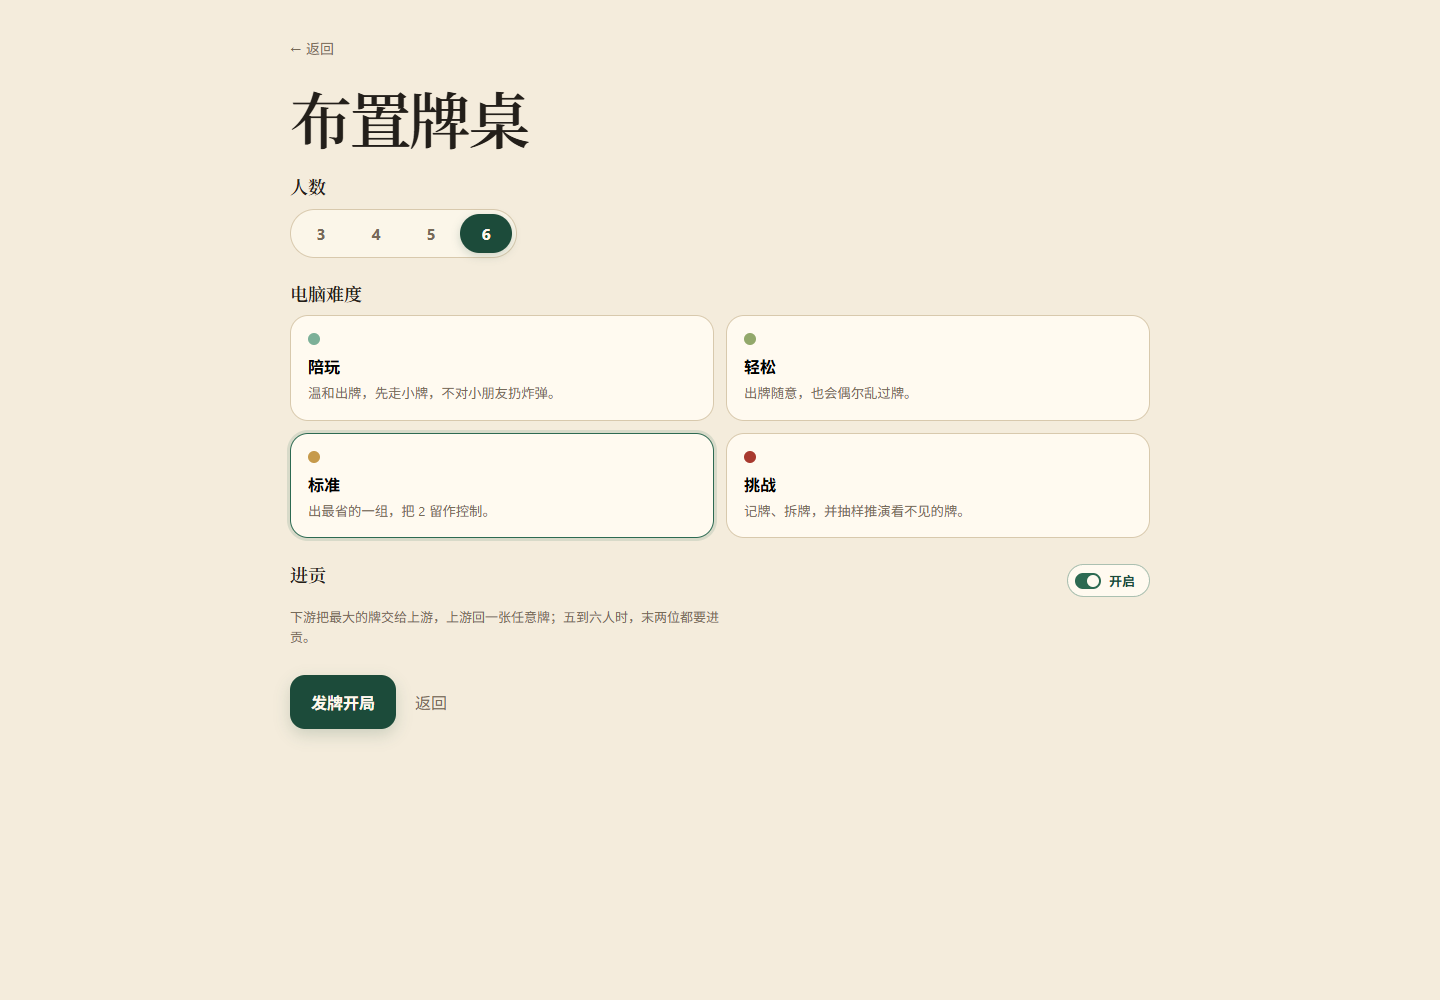 ← 返回
布置牌桌
人数
3 4 5 6
电脑难度
陪玩
温和出牌，先走小牌，不对小朋友扔炸弹。
轻松
出牌随意，也会偶尔乱过牌。
标准
出最省的一组，把 2 留作控制。
挑战
记牌、拆牌，并抽样推演看不见的牌。
进贡
开启
下游把最大的牌交给上游，上游回一张任意牌；五到六人时，末两位都要进
贡。
发牌开局 返回